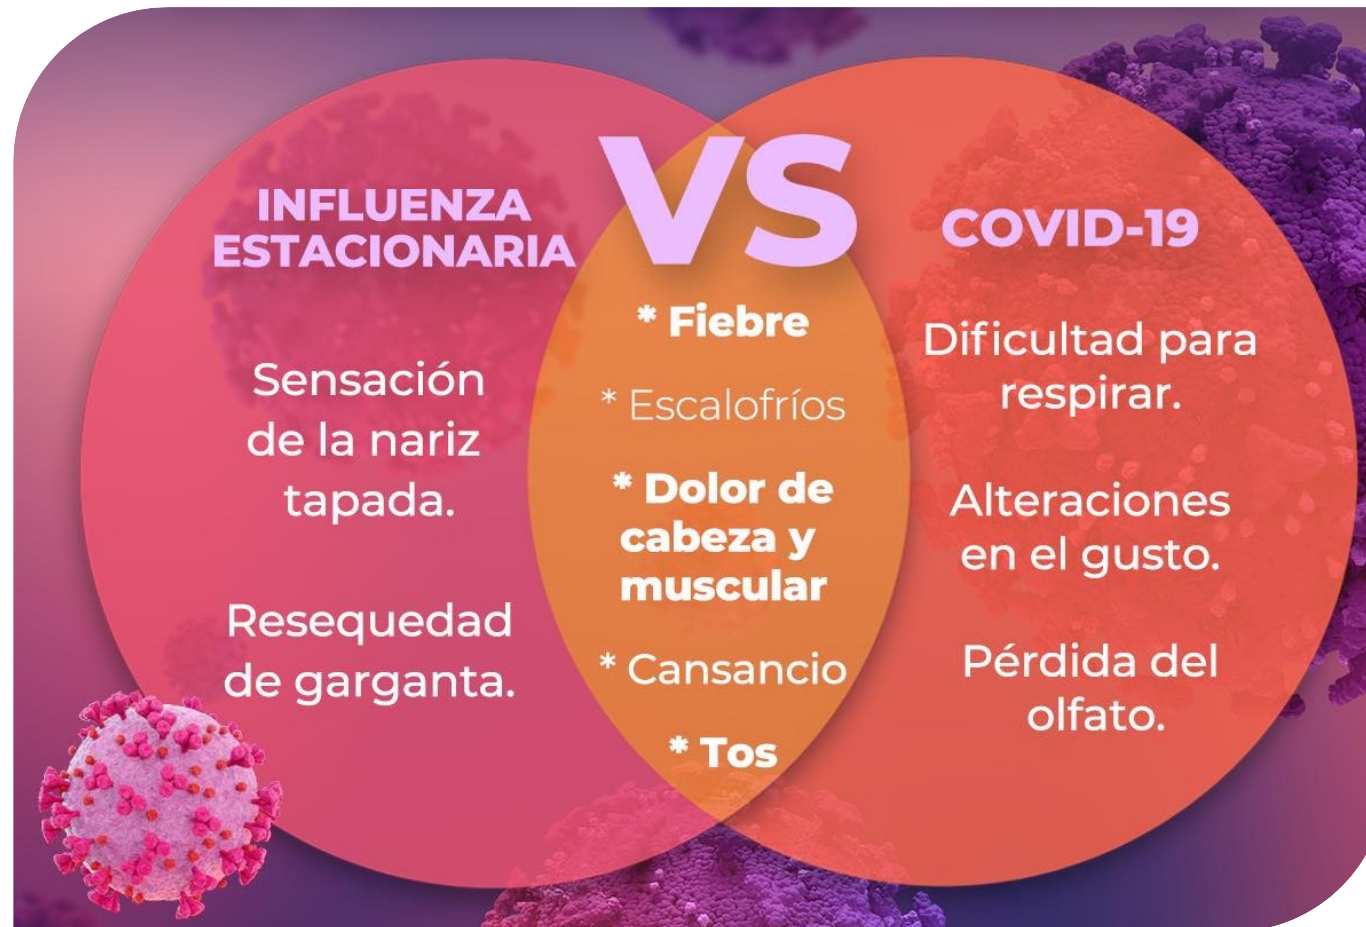 VS
INFLUENZA
ESTACIONARIA
Sensación
de la nariz
tapada.
Resequedad
de garganta.
* Fiebre
* Escalofríos
* Dolor de
cabeza y
muscular
* Cansancio
* Tos
COVID-19
Dificultad para
respirar.
Alteraciones
en el gusto.
Pérdida del
olfato.